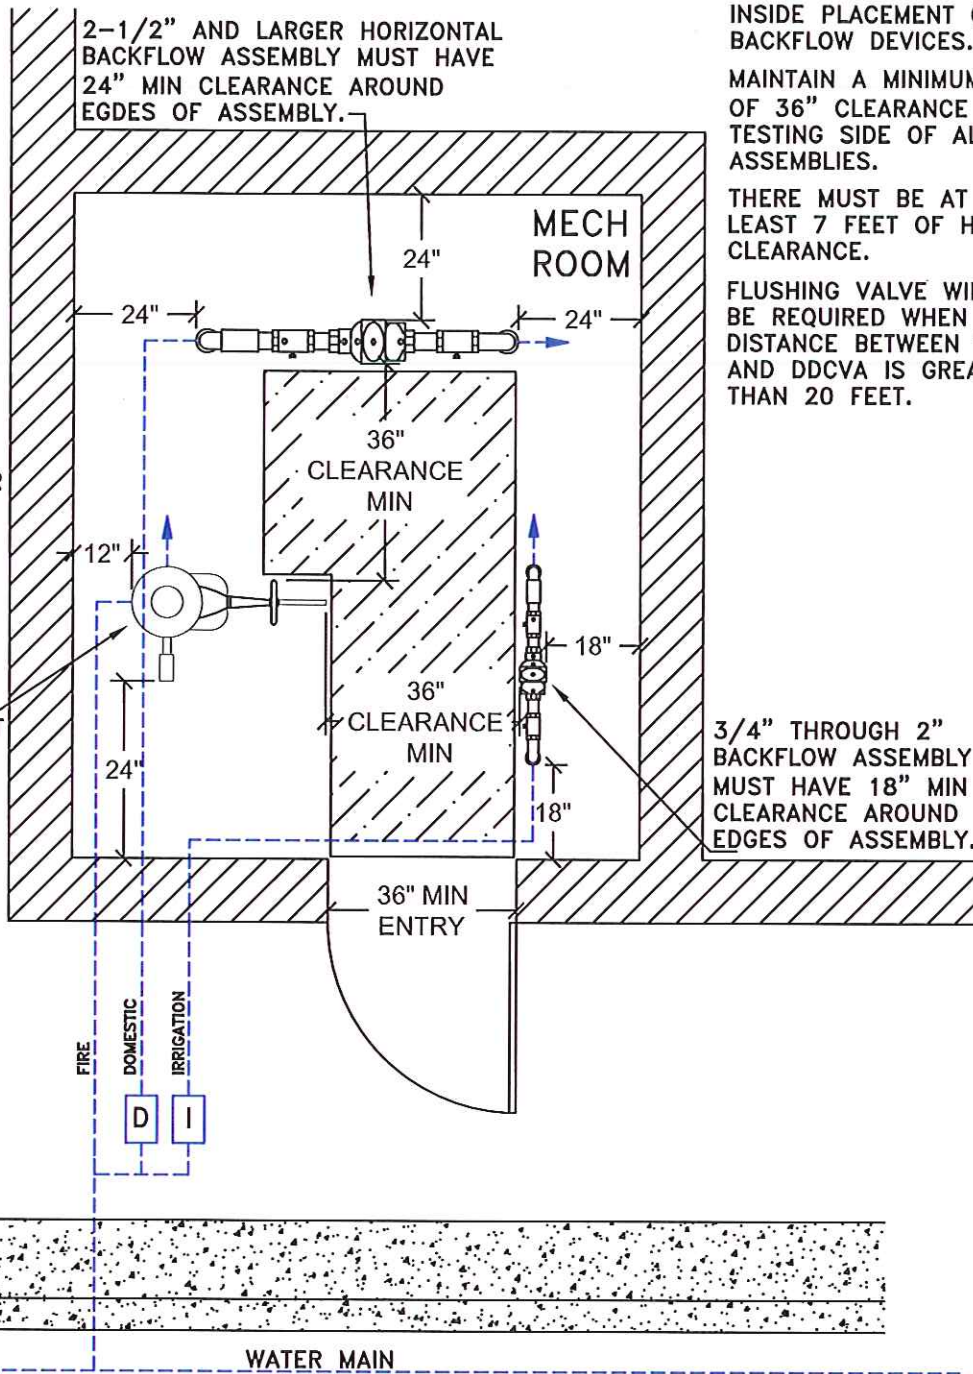 2-1/2" AND LARGER HORIZONTAL
BACKFLOW ASSEMBLY MUST HAVE
24" MIN CLEARANCE AROUND
EGDES OF ASSEMBLY.
INSIDE PLACEMENT
BACKFLOW DEVICES.
MAINTAIN A MINIMUM
OF 36" CLEARANCE
TESTING SIDE OF
ASSEMBLIES.
THERE MUST BE AT
LEAST 7 FEET OF
CLEARANCE.
FLUSHING VALVE
BE REQUIRED WHEN
DISTANCE BETWEEN
AND DDCVA IS
THAN 20 FEET.
MECH
ROOM
24"
24"
24"
36"
CLEARANCE
MIN
12"
18"
36"
CLEARANCE
MIN
24"
18"
3/4" THROUGH 2"
BACKFLOW ASSEMBLY
MUST HAVE 18" MIN
CLEARANCE AROUND
EDGES OF ASSEMBLY.
36" MIN
ENTRY
FIRE
DOMESTIC
IRRIGATION
D
I
WATER MAIN